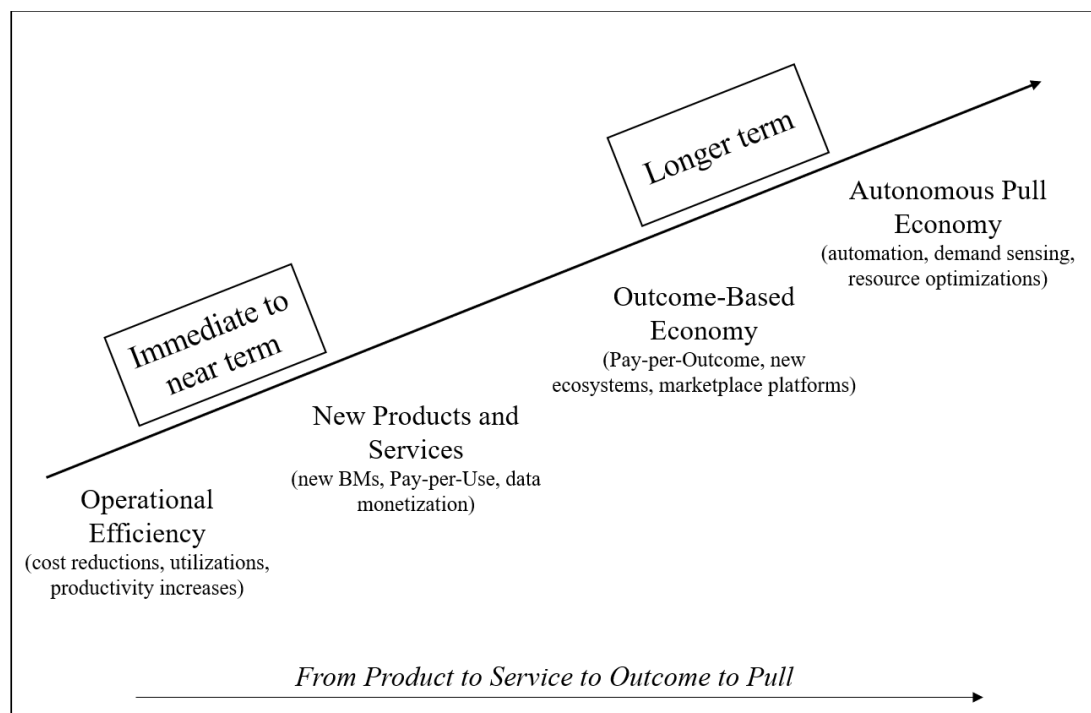 Immediate to
near term
Longer term
Operational
Efficiency
(cost reductions, utilizations,
productivity increases)
New Products and
Services
(new BMs, Pay-per-Use, data
monetization)
Outcome-Based
Economy
(Pay-per-Outcome, new
ecosystems, marketplace platforms)
Autonomous Pull
Economy
(automation, demand sensing,
resource optimizations)
From Product to Service to Outcome to Pull